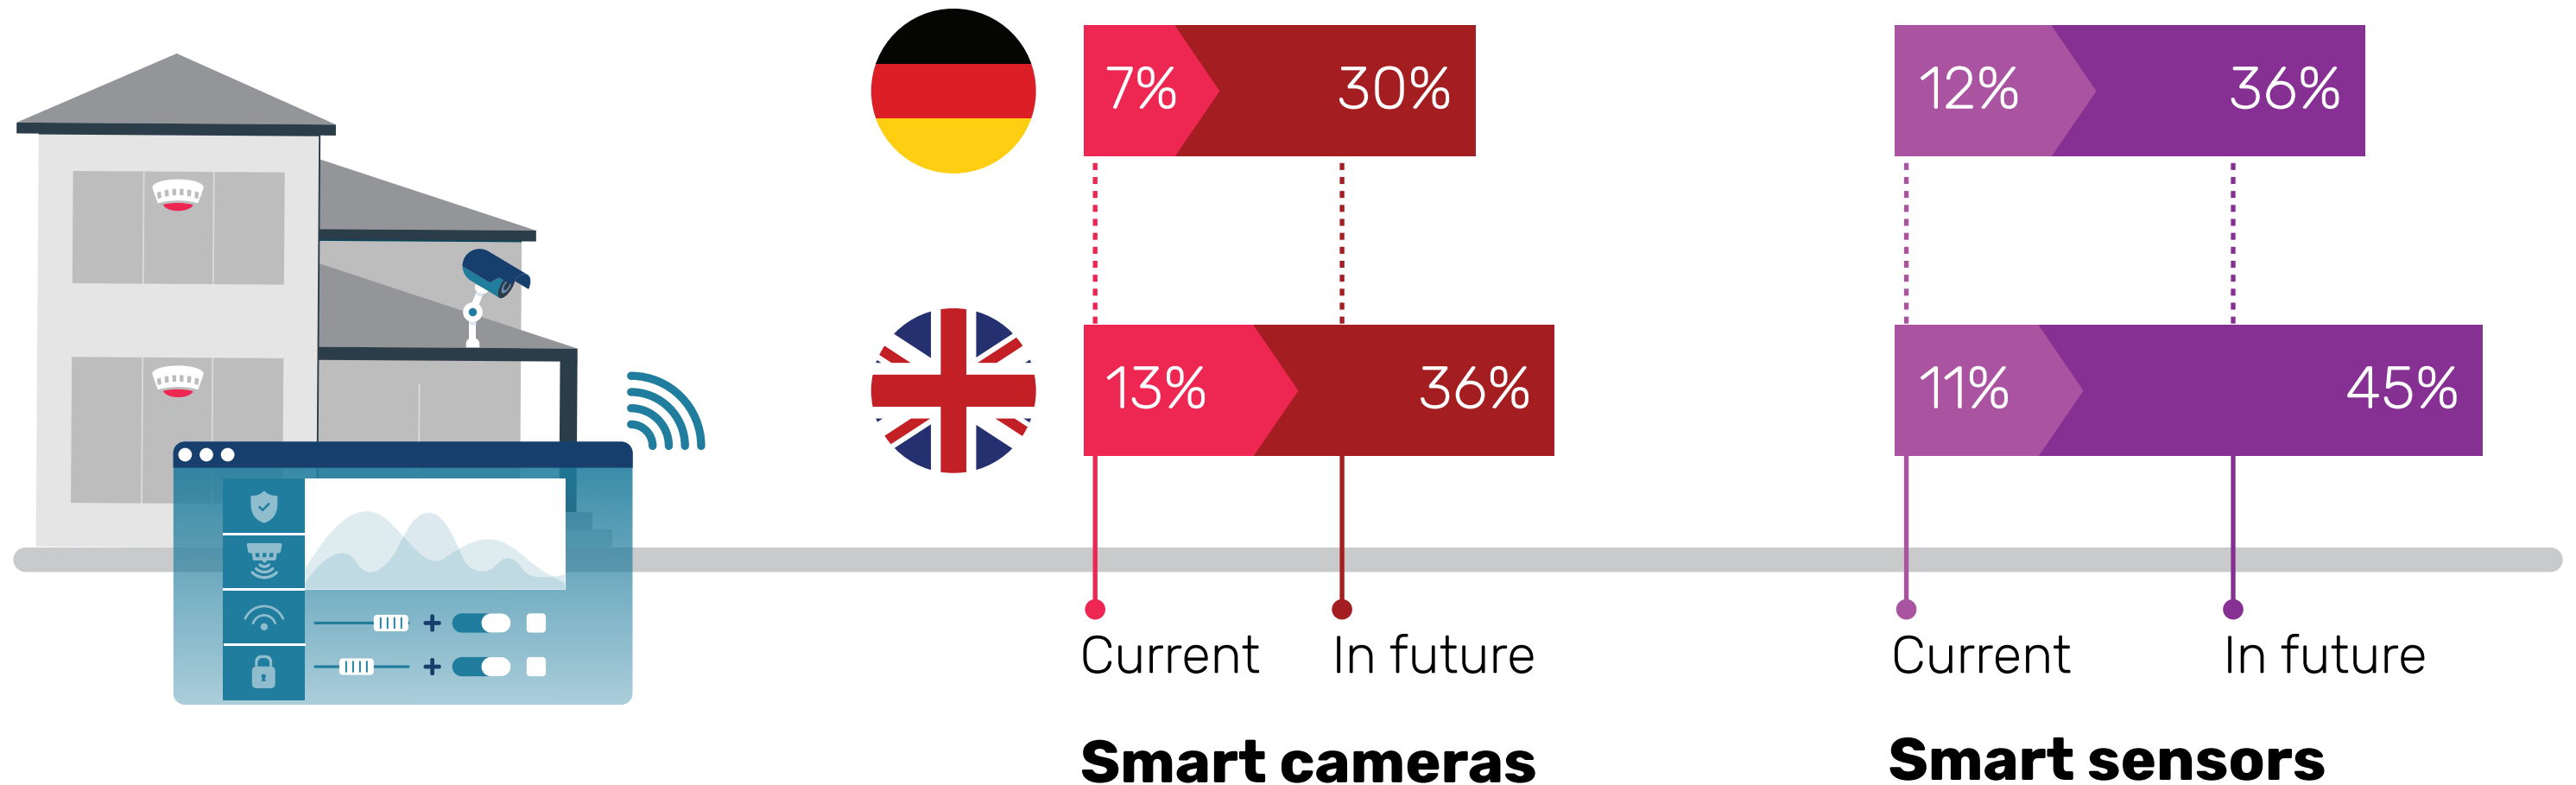 7% 30% 12% 36%
13% 36% 11% 45%
Current In future Current In future
Smart cameras Smart sensors